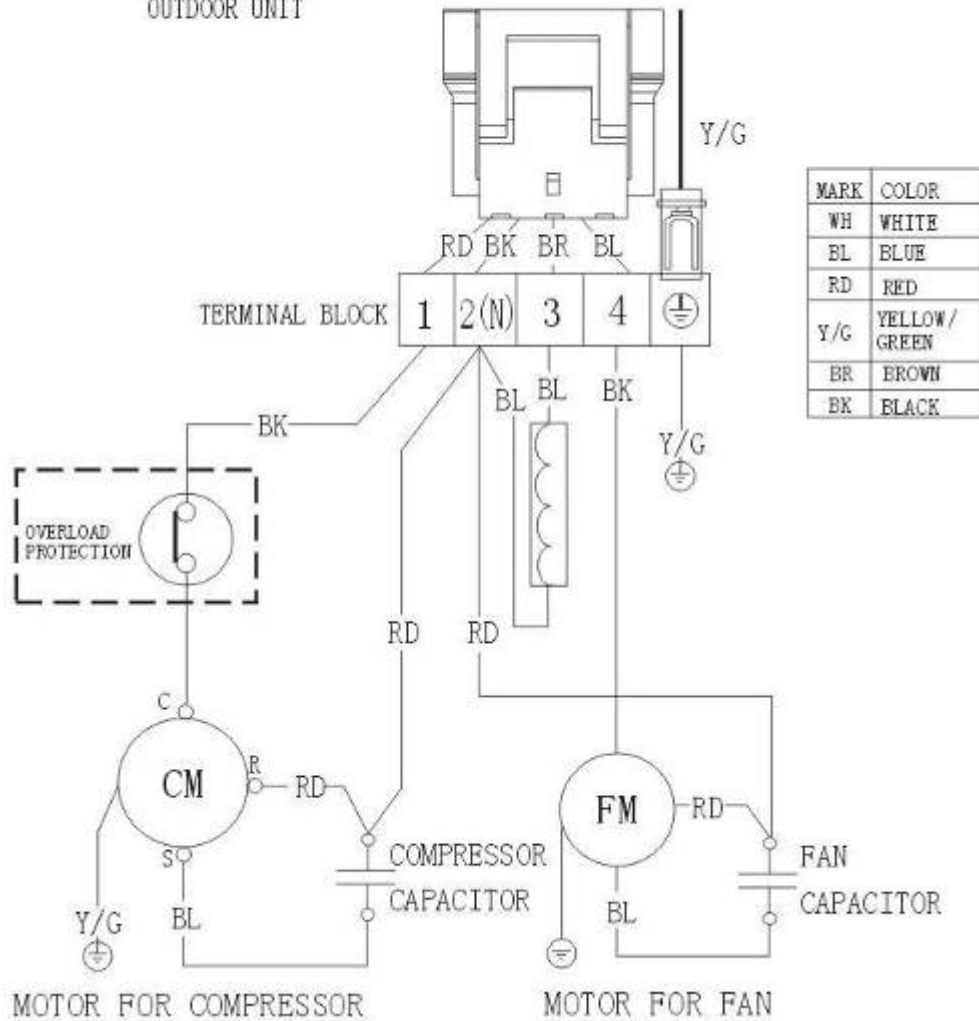 OUTDOOR UNIT
Y/G
RD BK BR BL
TERMINAL BLOCK 1 2(N) 3 4
MARK COLOR
WH WHITE
BL BLUE
RD RED
Y/G YELLOW/
GREEN
BR BROWN
BK BLACK
BL BL BK
BK
Y/G
OVERLOAD
PROTECTION
RD RD
C
CM
R
RD
S
FM
RD
COMPRESSOR
CAPACITOR
FAN
CAPACITOR
Y/G
BL
BL
MOTOR FOR COMPRESSOR
MOTOR FOR FAN